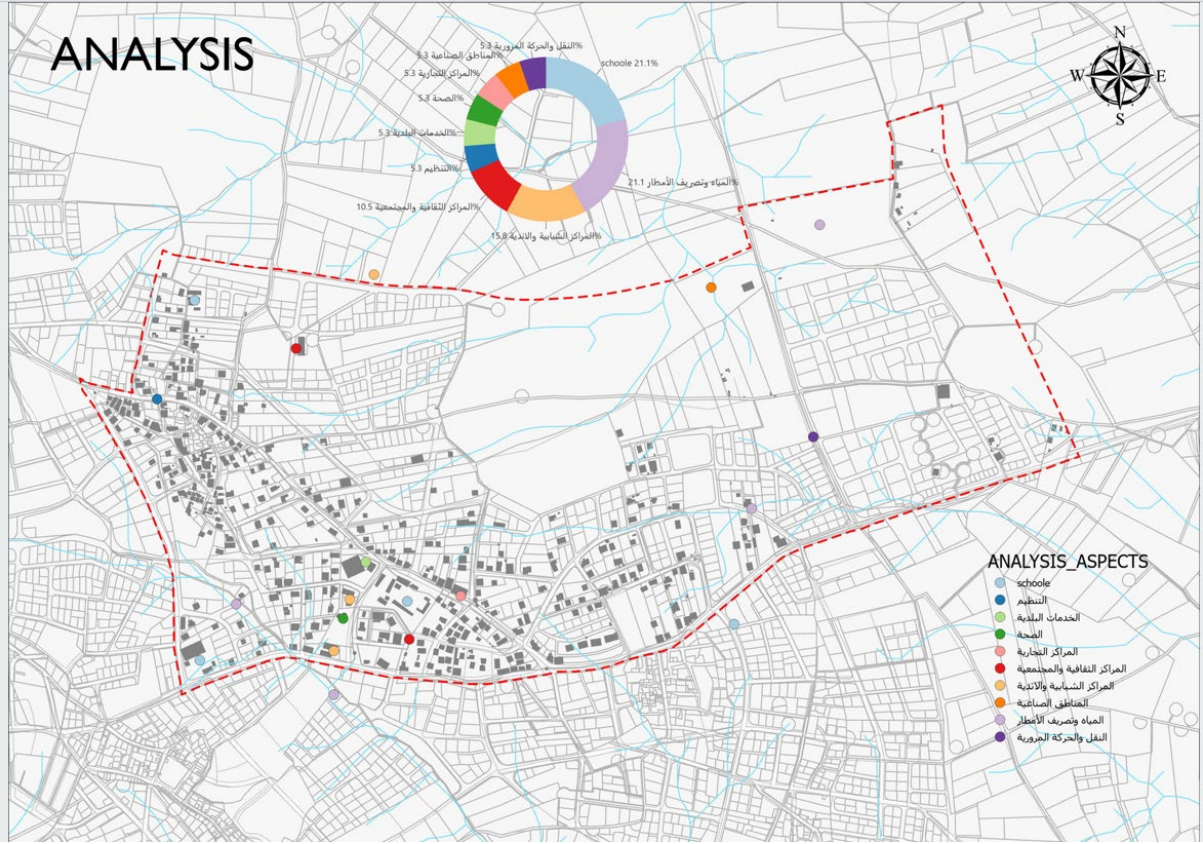 ANALYSIS
%النقل والحركة المرورية 5.3
%المناطق الصناعية 5.3
%المراكز التجارية 5.3
%الصحة 5.3
%الخدمات البلدية 5.3
%التنظيم 5.3
%المراكز الثقافية والمجتمعية 10.5
%المراكز الشبابية والاندية 15.8
%المياه وتصريف الأمطار 21.1
schoole 21.1%
N
W
E
S
ANALYSIS_ASPECTS
schoole
التنظيم
الخدمات البلدية
الصحة
المراكز التجارية
المراكز الثقافية والمجتمعية
المراكز الشبابية والاندية
المناطق الصناعية
المياه وتصريف الأمطار
النقل والحركة المرورية